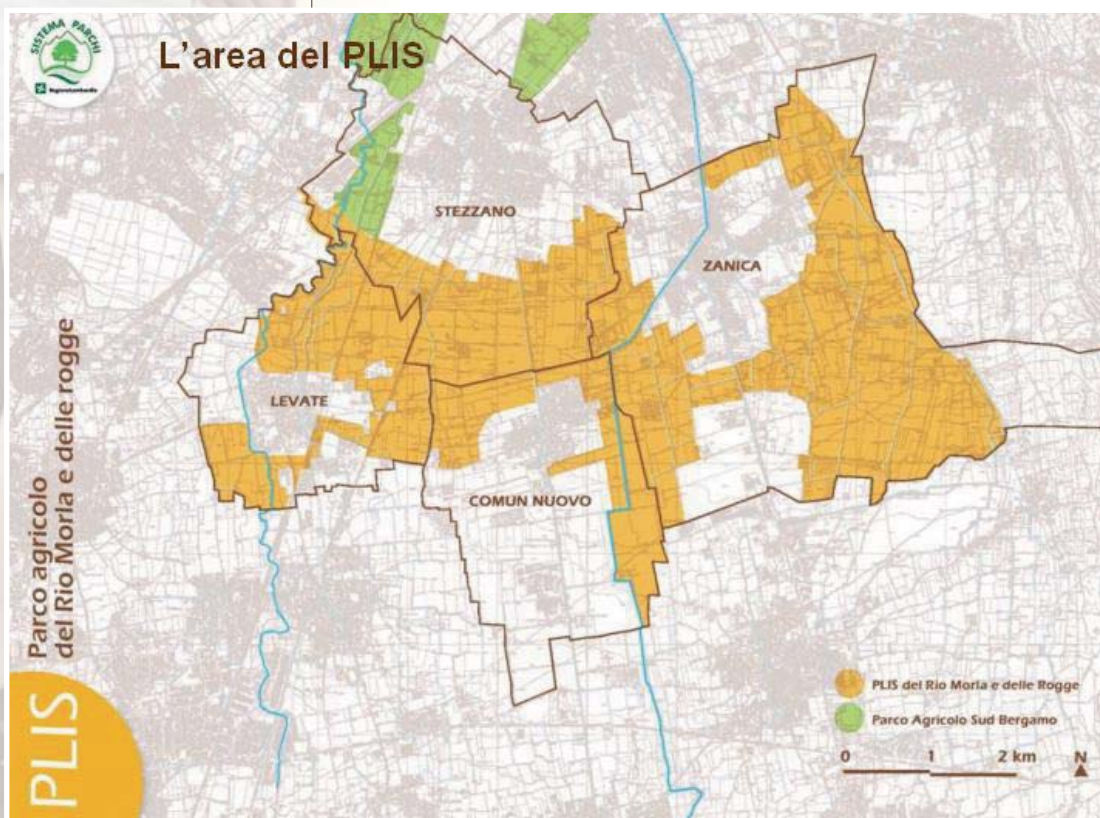 SISTEMA PARCHI
RegioneLombardia
L'area del PLIS
STEZZANO
ZANICA
LEVATE
COMUN NUOVO
Parco agricolo
del Rio Morla e delle rogge
PLIS
PLIS del Rio Morla e delle Rogge
Parco Agricolo Sud Bergamo
0 1 2 km N